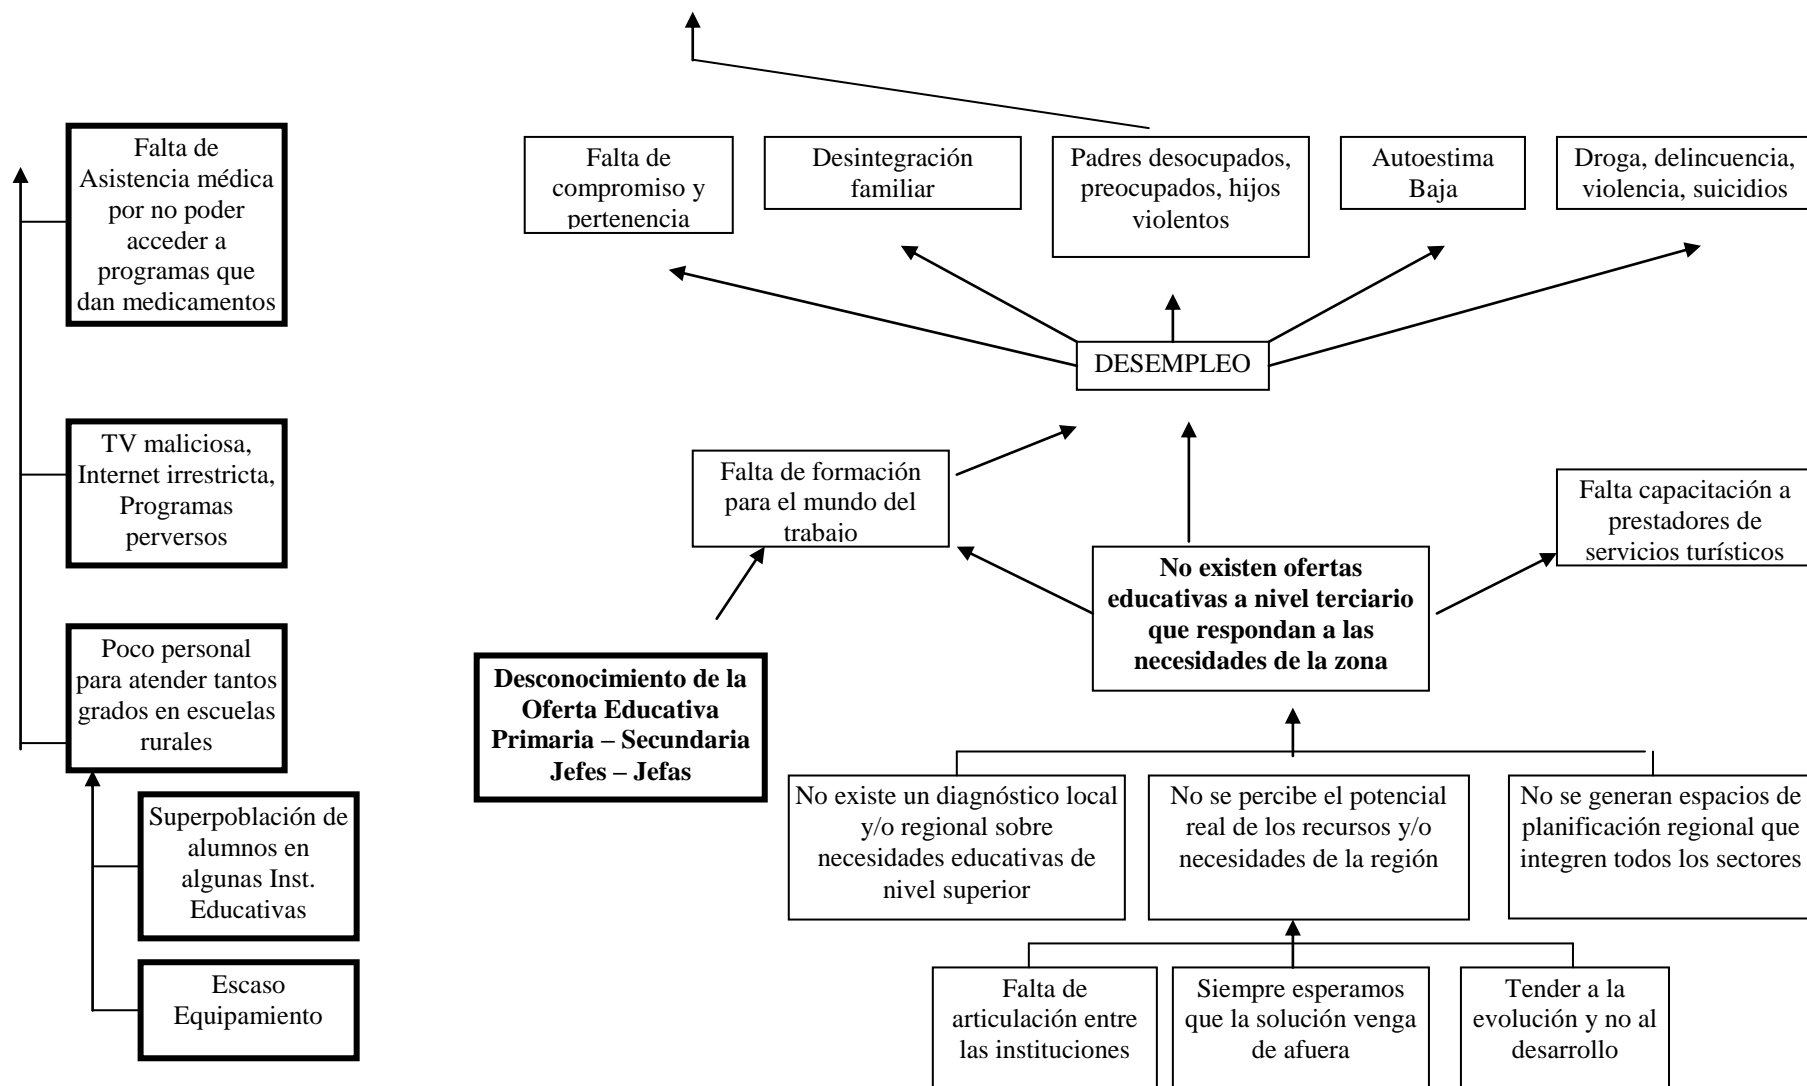 Falta de
Asistencia médica
por no poder
acceder a
programas que
dan medicamentos
TV maliciosa,
Internet irrestricta,
Programas
perversos
Poco personal
para atender tantos
grados en escuelas
rurales
Superpoblación de
alumnos en
algunas Inst.
Educativas
Escaso
Equipamiento
Falta de
compromiso y
pertenencia
Desintegración
familiar
Padres desocupados,
preocupados, hijos
violentos
Autoestima
Baja
Droga, delincuencia,
violencia, suicidios
DESEMPLEO
Falta de formación
para el mundo del
trabajo
Falta capacitación a
prestadores de
servicios turísticos
No existen ofertas
educativas a nivel terciario
que respondan a las
necesidades de la zona
Desconocimiento de la
Oferta Educativa
Primaria – Secundaria
Jefes – Jefas
No existe un diagnóstico local
y/o regional sobre
necesidades educativas de
nivel superior
No se percibe el potencial
real de los recursos y/o
necesidades de la región
No se generan espacios de
planificación regional que
integren todos los sectores
Falta de
articulación entre
las instituciones
Siempre esperamos
que la solución venga
de afuera
Tender a la
evolución y no al
desarrollo